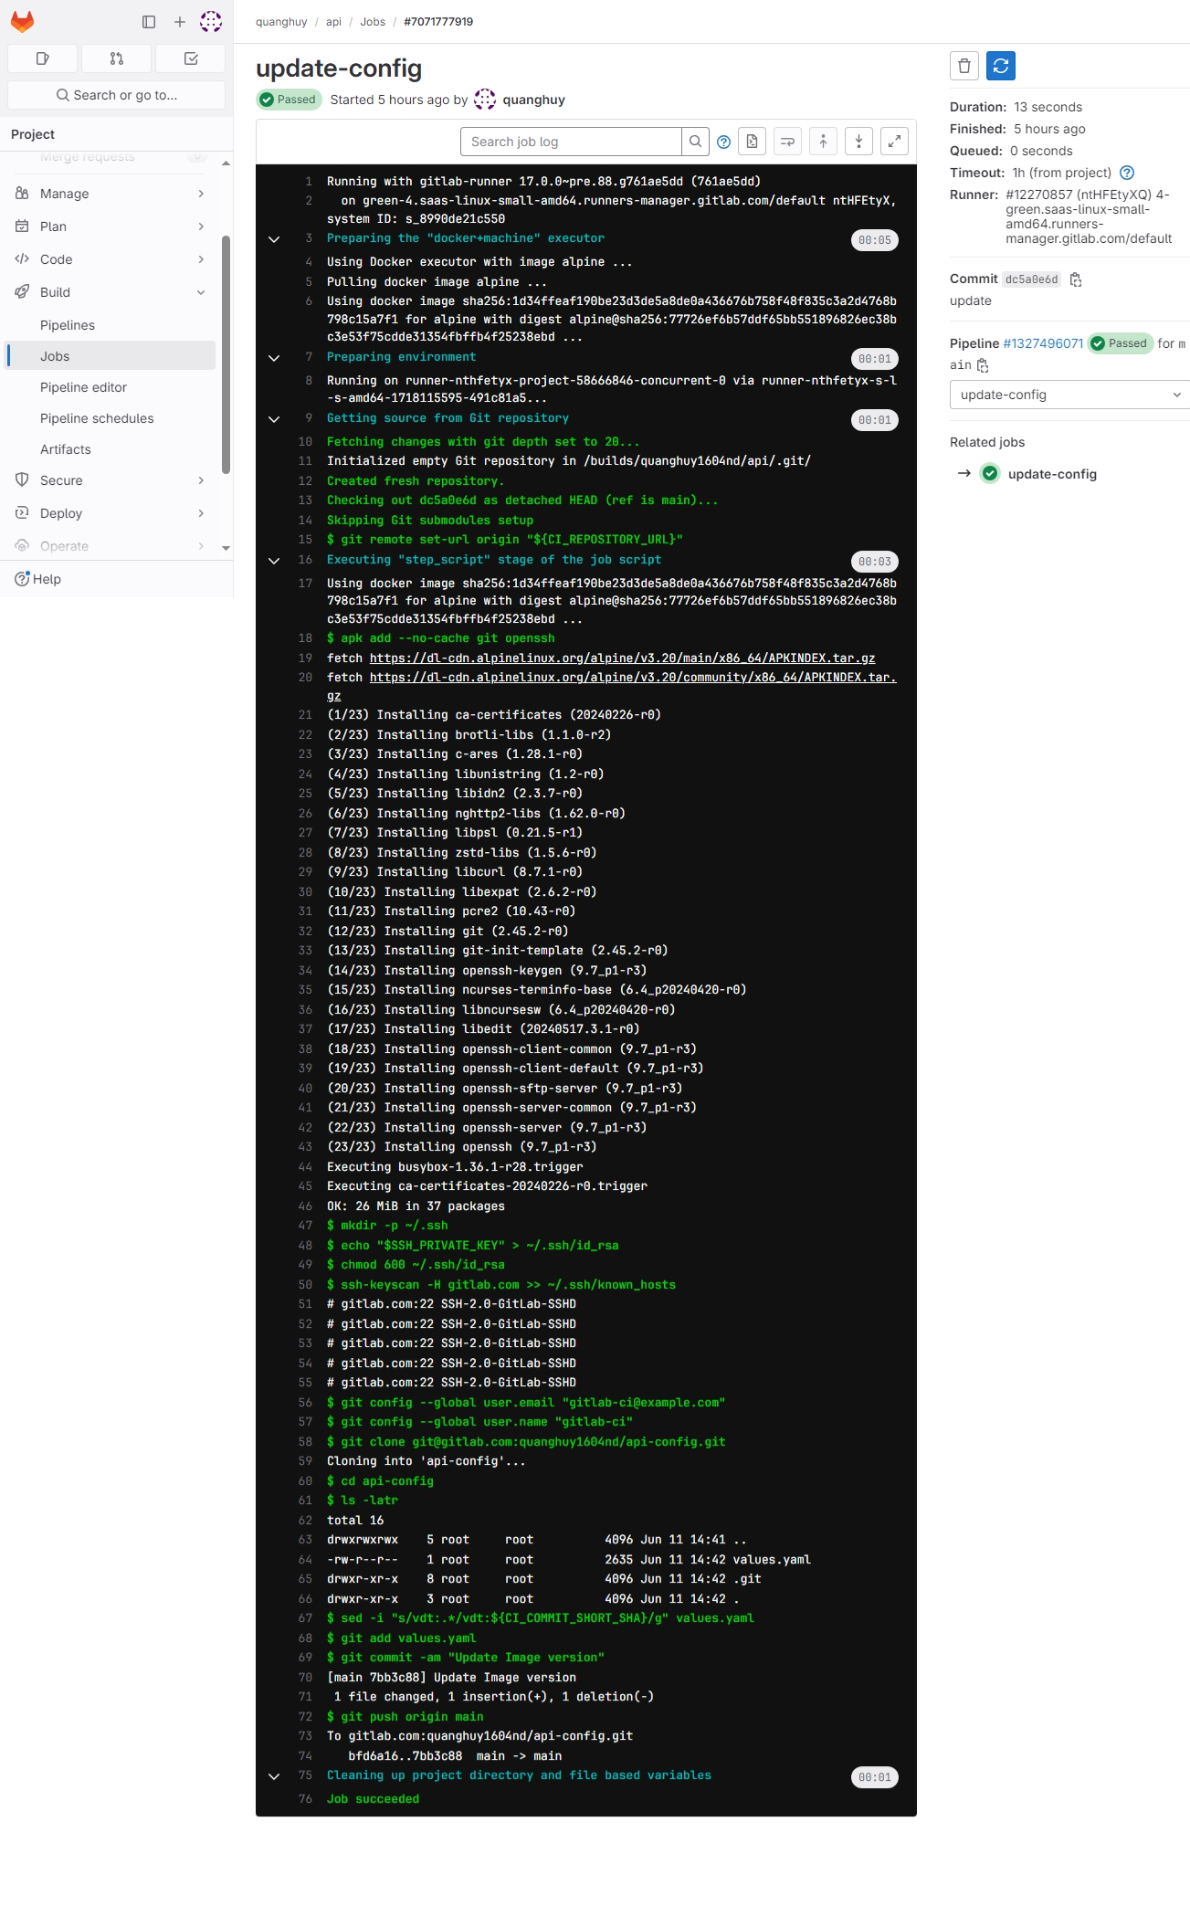 quanghuy / api / Jobs / #7071777919
Search or go to...
Project
Merge requests 0
Manage
Plan
Code
Build
Pipelines
Jobs
Pipeline editor
Pipeline schedules
Artifacts
Secure
Deploy
Operate
Help
update-config
Passed Started 5 hours ago by quanghuy
Search job log
1 Running with gitlab-runner 17.0.0~pre.88.g761ae5dd (761ae5dd)
2 on green-4.saas-linux-small-amd64.runners-manager.gitlab.com/default ntHFEtyX,
system ID: s_8990de21c550
3 Preparing the "docker+machine" executor 00:05
4 Using Docker executor with image alpine ...
5 Pulling docker image alpine ...
6 Using docker image sha256:1d34ffeaf190be23d3de5a8de0a436676b758f48f835c3a2d4768b
798c15a7f1 for alpine with digest alpine@sha256:77726ef6b57ddf65bb551896826ec38b
c3e53f75cdde31354fbffb4f25238ebd ...
7 Preparing environment 00:01
8 Running on runner-nthfetyx-project-58666846-concurrent-0 via runner-nthfetyx-s-l
-s-amd64-1718115595-491c81a5...
9 Getting source from Git repository 00:01
10 Fetching changes with git depth set to 20...
11 Initialized empty Git repository in /builds/quanghuy1604nd/api/.git/
12 Created fresh repository.
13 Checking out dc5a0e6d as detached HEAD (ref is main)...
14 Skipping Git submodules setup
15 $ git remote set-url origin "${CI_REPOSITORY_URL}"
16 Executing "step_script" stage of the job script 00:03
17 Using docker image sha256:1d34ffeaf190be23d3de5a8de0a436676b758f48f835c3a2d4768b
798c15a7f1 for alpine with digest alpine@sha256:77726ef6b57ddf65bb551896826ec38b
c3e53f75cdde31354fbffb4f25238ebd ...
18 $ apk add --no-cache git openssh
19 fetch https://dl-cdn.alpinelinux.org/alpine/v3.20/main/x86_64/APKINDEX.tar.gz
20 fetch https://dl-cdn.alpinelinux.org/alpine/v3.20/community/x86_64/APKINDEX.tar.
gz
21 (1/23) Installing ca-certificates (20240226-r0)
22 (2/23) Installing brotli-libs (1.1.0-r2)
23 (3/23) Installing c-ares (1.28.1-r0)
24 (4/23) Installing libunistring (1.2-r0)
25 (5/23) Installing libidn2 (2.3.7-r0)
26 (6/23) Installing nghttp2-libs (1.62.0-r0)
27 (7/23) Installing libpsl (0.21.5-r1)
28 (8/23) Installing zstd-libs (1.5.6-r0)
29 (9/23) Installing libcurl (8.7.1-r0)
30 (10/23) Installing libexpat (2.6.2-r0)
31 (11/23) Installing pcre2 (10.43-r0)
32 (12/23) Installing git (2.45.2-r0)
33 (13/23) Installing git-init-template (2.45.2-r0)
34 (14/23) Installing openssh-keygen (9.7_p1-r3)
35 (15/23) Installing ncurses-terminfo-base (6.4_p20240420-r0)
36 (16/23) Installing libncursesw (6.4_p20240420-r0)
37 (17/23) Installing libedit (20240517.3.1-r0)
38 (18/23) Installing openssh-client-common (9.7_p1-r3)
39 (19/23) Installing openssh-client-default (9.7_p1-r3)
40 (20/23) Installing openssh-sftp-server (9.7_p1-r3)
41 (21/23) Installing openssh-server-common (9.7_p1-r3)
42 (22/23) Installing openssh-server (9.7_p1-r3)
43 (23/23) Installing openssh (9.7_p1-r3)
44 Executing busybox-1.36.1-r28.trigger
45 Executing ca-certificates-20240226-r0.trigger
46 OK: 26 MiB in 37 packages
47 $ mkdir -p ~/.ssh
48 $ echo "$SSH_PRIVATE_KEY" > ~/.ssh/id_rsa
49 $ chmod 600 ~/.ssh/id_rsa
50 $ ssh-keyscan -H gitlab.com >> ~/.ssh/known_hosts
51 # gitlab.com:22 SSH-2.0-GitLab-SSHD
52 # gitlab.com:22 SSH-2.0-GitLab-SSHD
53 # gitlab.com:22 SSH-2.0-GitLab-SSHD
54 # gitlab.com:22 SSH-2.0-GitLab-SSHD
55 # gitlab.com:22 SSH-2.0-GitLab-SSHD
56 $ git config --global user.email "gitlab-ci@example.com"
57 $ git config --global user.name "gitlab-ci"
58 $ git clone git@gitlab.com:quanghuy1604nd/api-config.git
59 Cloning into 'api-config'...
60 $ cd api-config
61 $ ls -latr
62 total 16
63 drwxrwxrwx 5 root root 4096 Jun 11 14:41 ..
64 -rw-r--r-- 1 root root 2635 Jun 11 14:42 values.yaml
65 drwxr-xr-x 8 root root 4096 Jun 11 14:42 .git
66 drwxr-xr-x 3 root root 4096 Jun 11 14:42 .
67 $ sed -i "s/vdt:.*/vdt:${CI_COMMIT_SHORT_SHA}/g" values.yaml
68 $ git add values.yaml
69 $ git commit -am "Update Image version"
70 [main 7bb3c88] Update Image version
71 1 file changed, 1 insertion(+), 1 deletion(-)
72 $ git push origin main
73 To gitlab.com:quanghuy1604nd/api-config.git
74 bfd6a16..7bb3c88 main -> main
75 Cleaning up project directory and file based variables 00:01
76 Job succeeded
Duration: 13 seconds
Finished: 5 hours ago
Queued: 0 seconds
Timeout: 1h (from project)
Runner: #12270857 (ntHFEtyXQ) 4-
green.saas-linux-small-
amd64.runners-
manager.gitlab.com/default
Commit dc5a0e6d
update
Pipeline #1327496071 Passed for m
ain
update-config
Related jobs
→ update-config